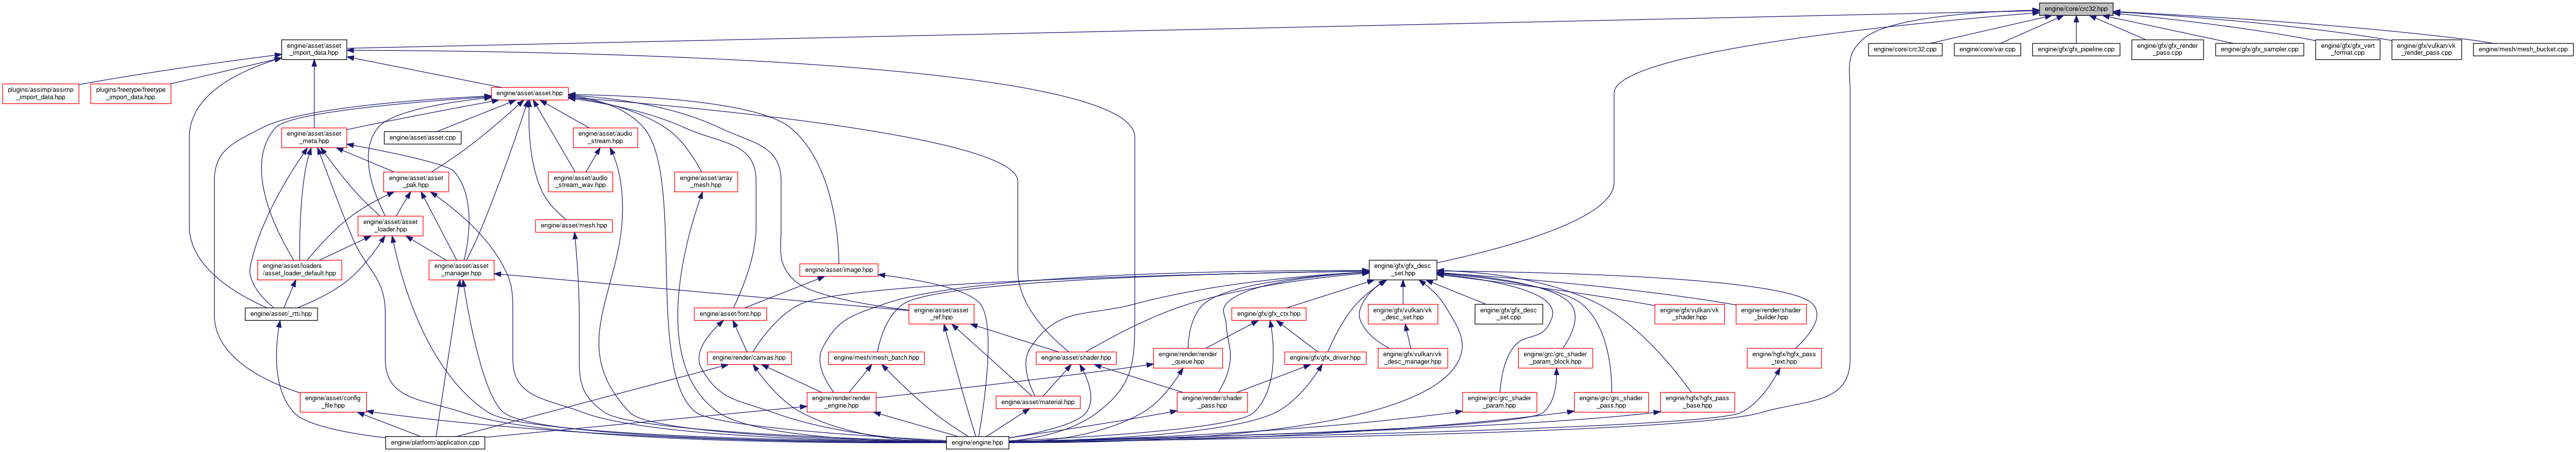 engine/core/crc32.hpp
engine/asset/asset
_import_data.hpp
engine/core/crc32.cpp
engine/core/var.cpp
engine/gfx/gfx_pipeline.cpp
engine/gfx/gfx_render
_pass.cpp
engine/gfx/gfx_sampler.cpp
engine/gfx/gfx_vert
_format.cpp
engine/gfx/vulkan/vk
_render_pass.cpp
engine/mesh/mesh_bucket.cpp
plugins/assimp/assimp
_import_data.hpp
plugins/freetype/freetype
_import_data.hpp
engine/asset/asset.hpp
engine/asset/asset
_meta.hpp
engine/asset/asset.cpp
engine/asset/audio
_stream.hpp
engine/asset/asset
_pak.hpp
engine/asset/audio
_stream_wav.hpp
engine/asset/array
_mesh.hpp
engine/asset/asset
_loader.hpp
engine/asset/mesh.hpp
engine/asset/loaders
/asset_loader_default.hpp
engine/asset/asset
_manager.hpp
engine/asset/image.hpp
engine/gfx/gfx_desc
_set.hpp
engine/asset/_rtti.hpp
engine/asset/font.hpp
engine/asset/asset
_ref.hpp
engine/gfx/gfx_ctx.hpp
engine/gfx/vulkan/vk
_desc_set.hpp
engine/gfx/gfx_desc
_set.cpp
engine/gfx/vulkan/vk
_shader.hpp
engine/render/shader
_builder.hpp
engine/render/canvas.hpp
engine/mesh/mesh_batch.hpp
engine/asset/shader.hpp
engine/render/render
_queue.hpp
engine/gfx/gfx_driver.hpp
engine/gfx/vulkan/vk
_desc_manager.hpp
engine/grc/grc_shader
_param_block.hpp
engine/hgfx/hgfx_pass
_text.hpp
engine/asset/config
_file.hpp
engine/render/render
_engine.hpp
engine/asset/material.hpp
engine/render/shader
_pass.hpp
engine/grc/grc_shader
_param.hpp
engine/grc/grc_shader
_pass.hpp
engine/hgfx/hgfx_pass
_base.hpp
engine/platform/application.cpp
engine/engine.hpp